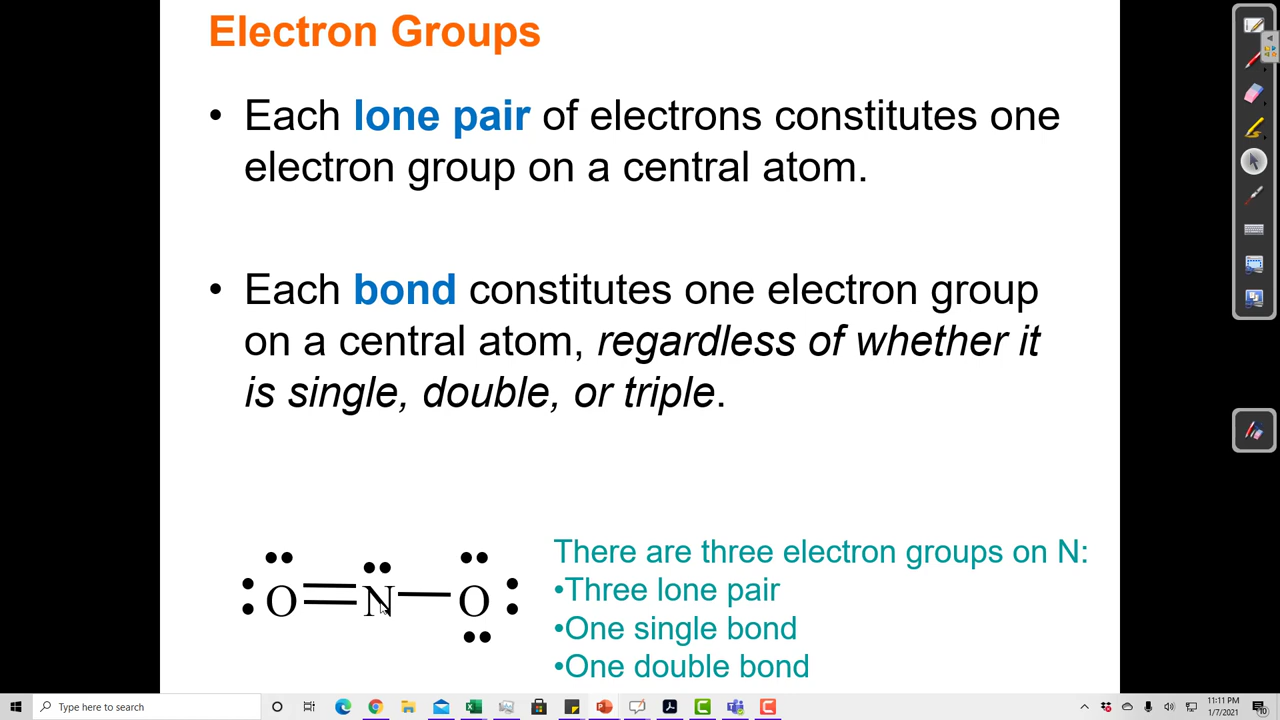 Electron Groups
• Each lone pair of electrons constitutes one
electron group on a central atom.
• Each bond constitutes one electron group
on a central atom, regardless of whether it
is single, double, or triple.
O N O
There are three electron groups on N:
•Three lone pair
•One single bond
•One double bond
Type here to search
11:11 PM
1/7/2021
10